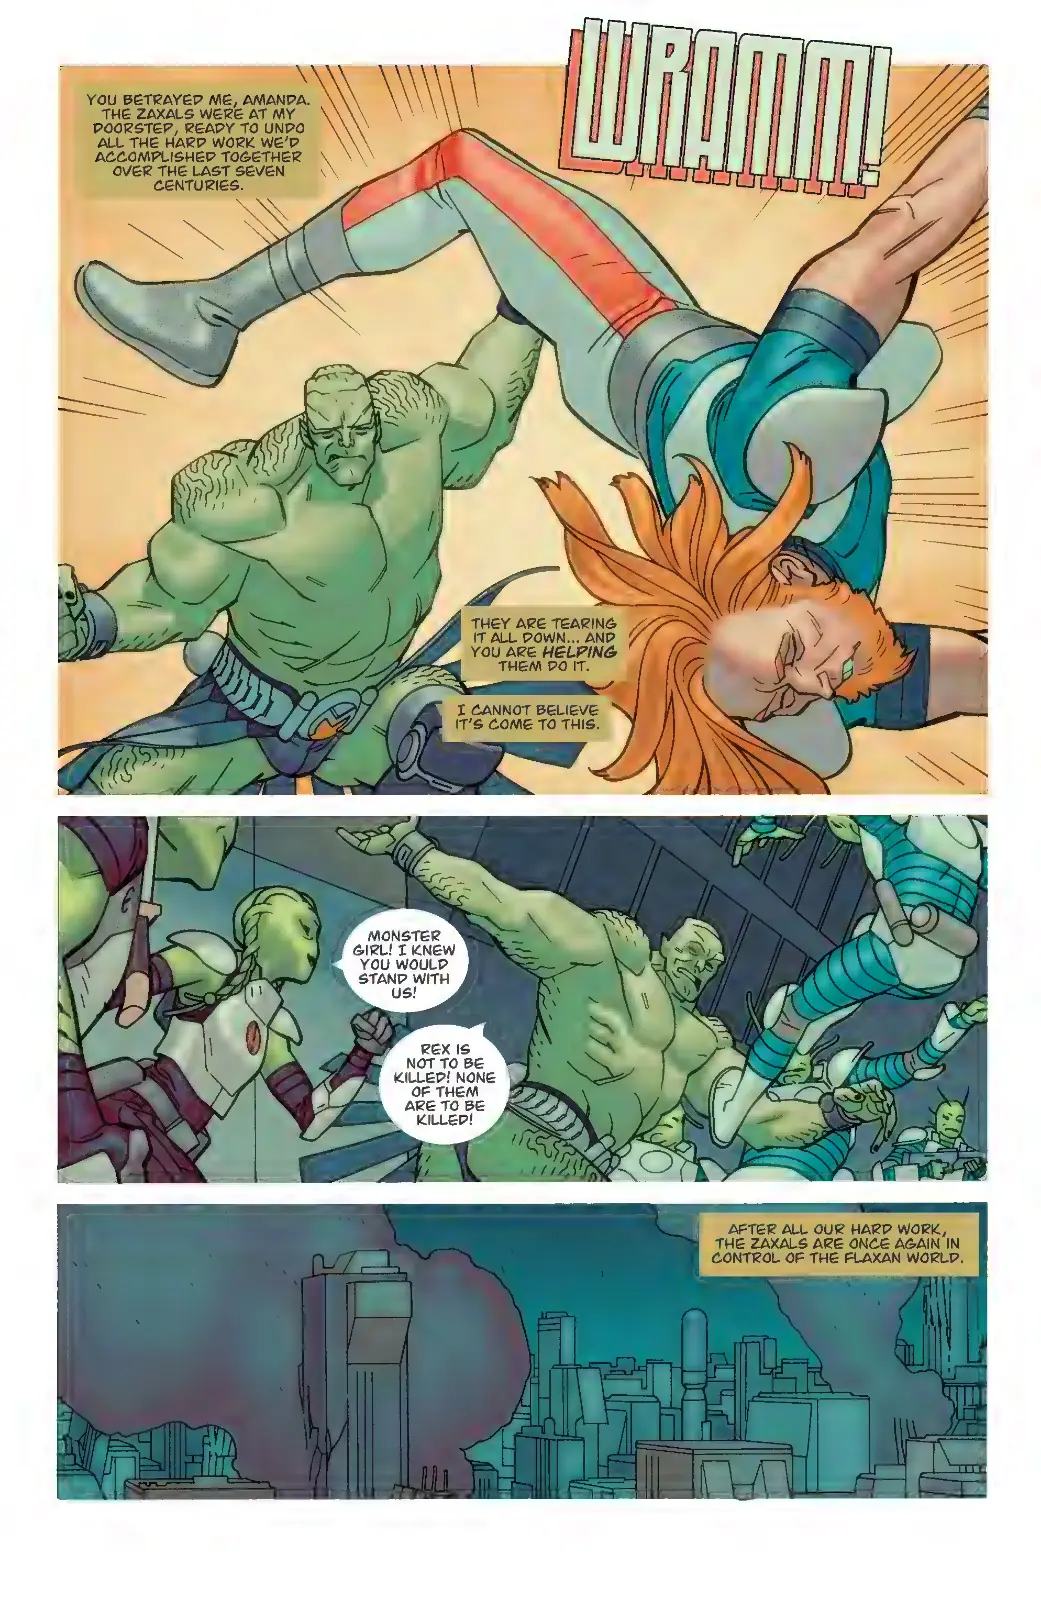 WRAMM!
YOU BETRAYED ME, AMANDA.
THE ZAXALS WERE AT MY
DOORSTEP, READY TO UNDO
ALL THE HARD WORK WE'D
ACCOMPLISHED TOGETHER
OVER THE LAST SEVEN
CENTURIES.
THEY ARE TEARING
IT ALL DOWN... AND
YOU ARE HELPING
THEM DO IT.
I CANNOT BELIEVE
IT'S COME TO THIS.
MONSTER
GIRL! I KNEW
YOU WOULD
STAND WITH
US!
REX IS
NOT TO BE
KILLED! NONE
OF THEM
ARE TO BE
KILLED!
AFTER ALL OUR HARD WORK,
THE ZAXALS ARE ONCE AGAIN IN
CONTROL OF THE FLAXAN WORLD.